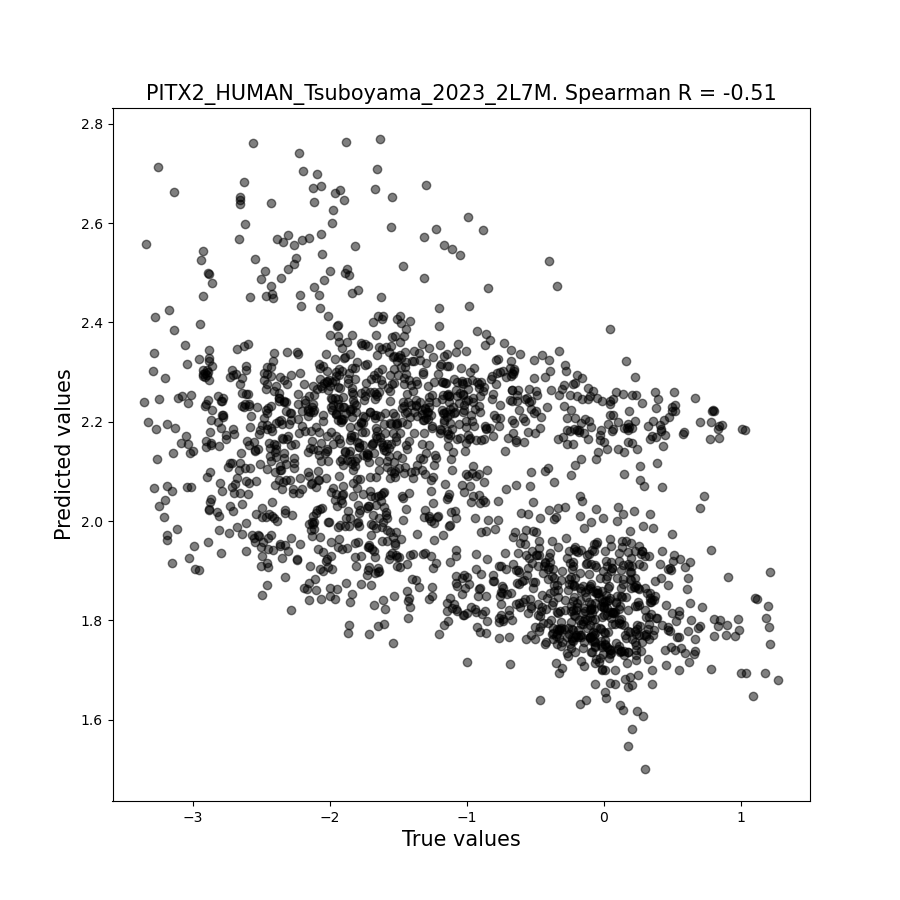 PITX2_HUMAN_Tsuboyama_2023_2L7M. Spearman R = -0.51
2.8
2.6
2.4
2.2
2.0
1.8
1.6
Predicted values
−3 −2 −1 0 1
True values